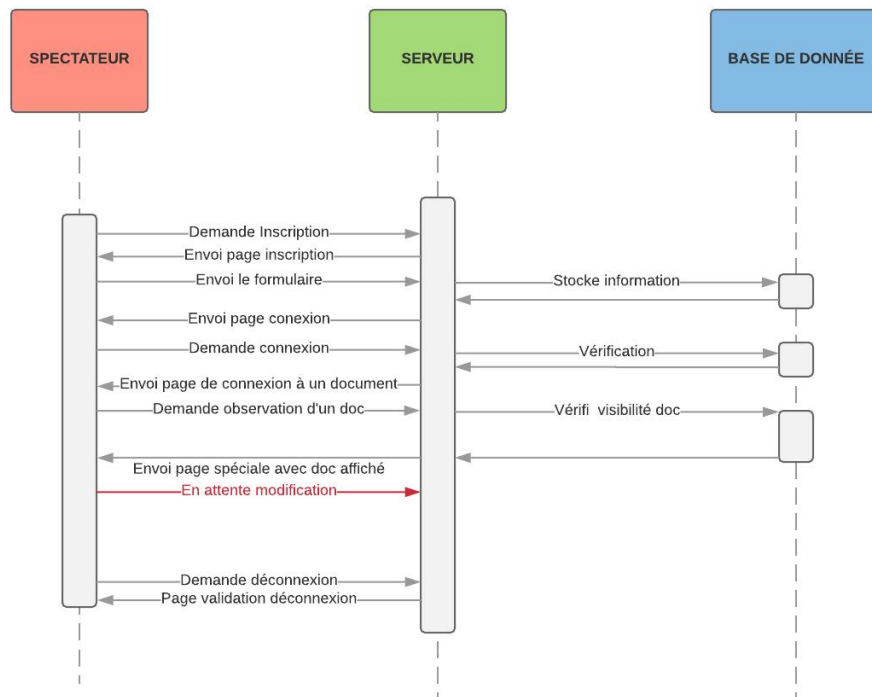 SPECTATEUR
SERVEUR
BASE DE DONNÉE
Demande Inscription
Envoi page inscription
Envoi le formulaire
Stocke information
Envoi page conexion
Demande connexion
Vérification
Envoi page de connexion à un document
Demande observation d'un doc
Vérifi visibilité doc
Envoi page spéciale avec doc affiché
En attente modification
Demande déconnexion
Page validation déconnexion